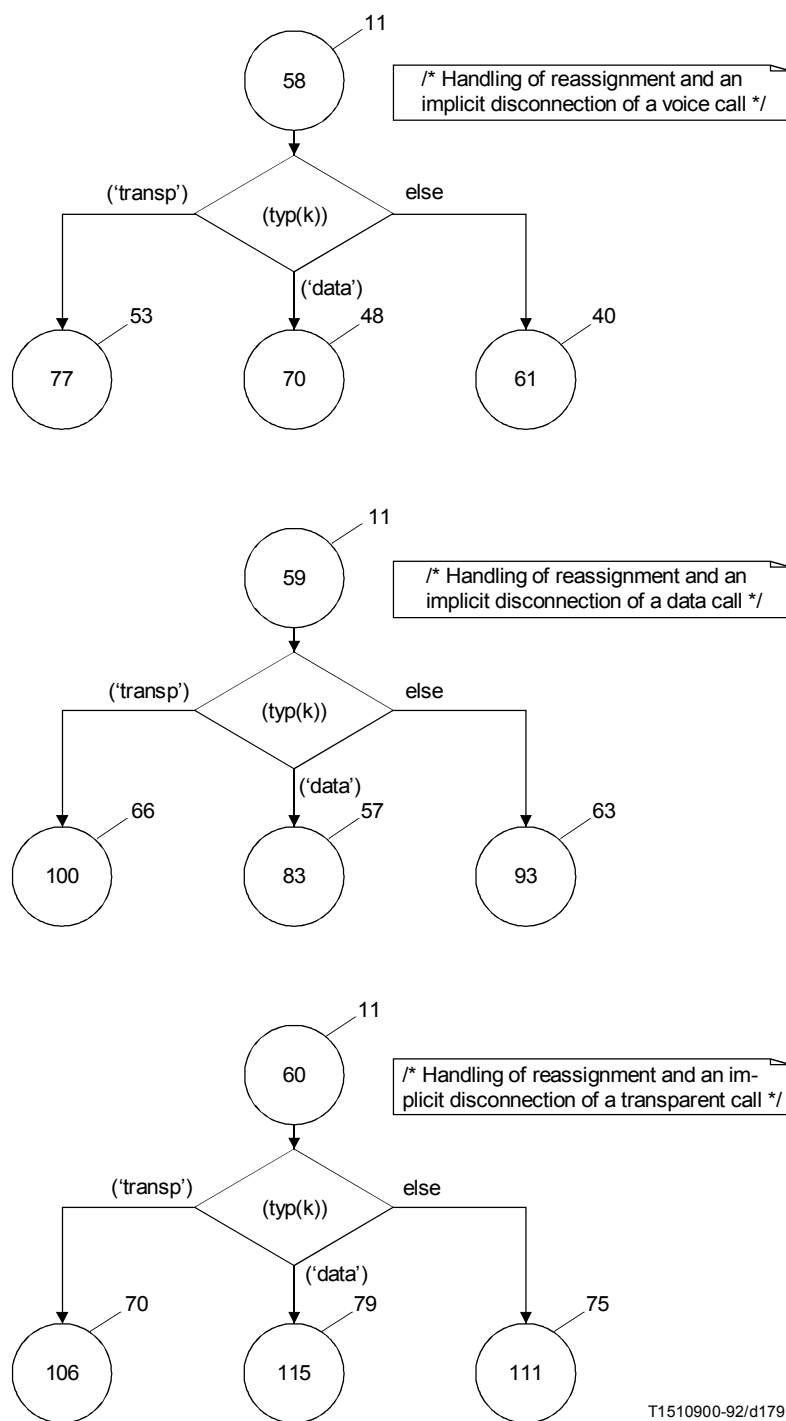 11
58
/* Handling of reassignment and an
implicit disconnection of a voice call */
(‘transp’)
else
(typ(k))
(‘data’)
53
48
40
77
70
61
11
59
/* Handling of reassignment and an
implicit disconnection of a data call */
(‘transp’)
else
(typ(k))
(‘data’)
66
57
63
100
83
93
11
60
/* Handling of reassignment and an im-
plicit disconnection of a transparent call */
(‘transp’)
else
(typ(k))
(‘data’)
70
79
75
106
115
111
T1510900-92/d179